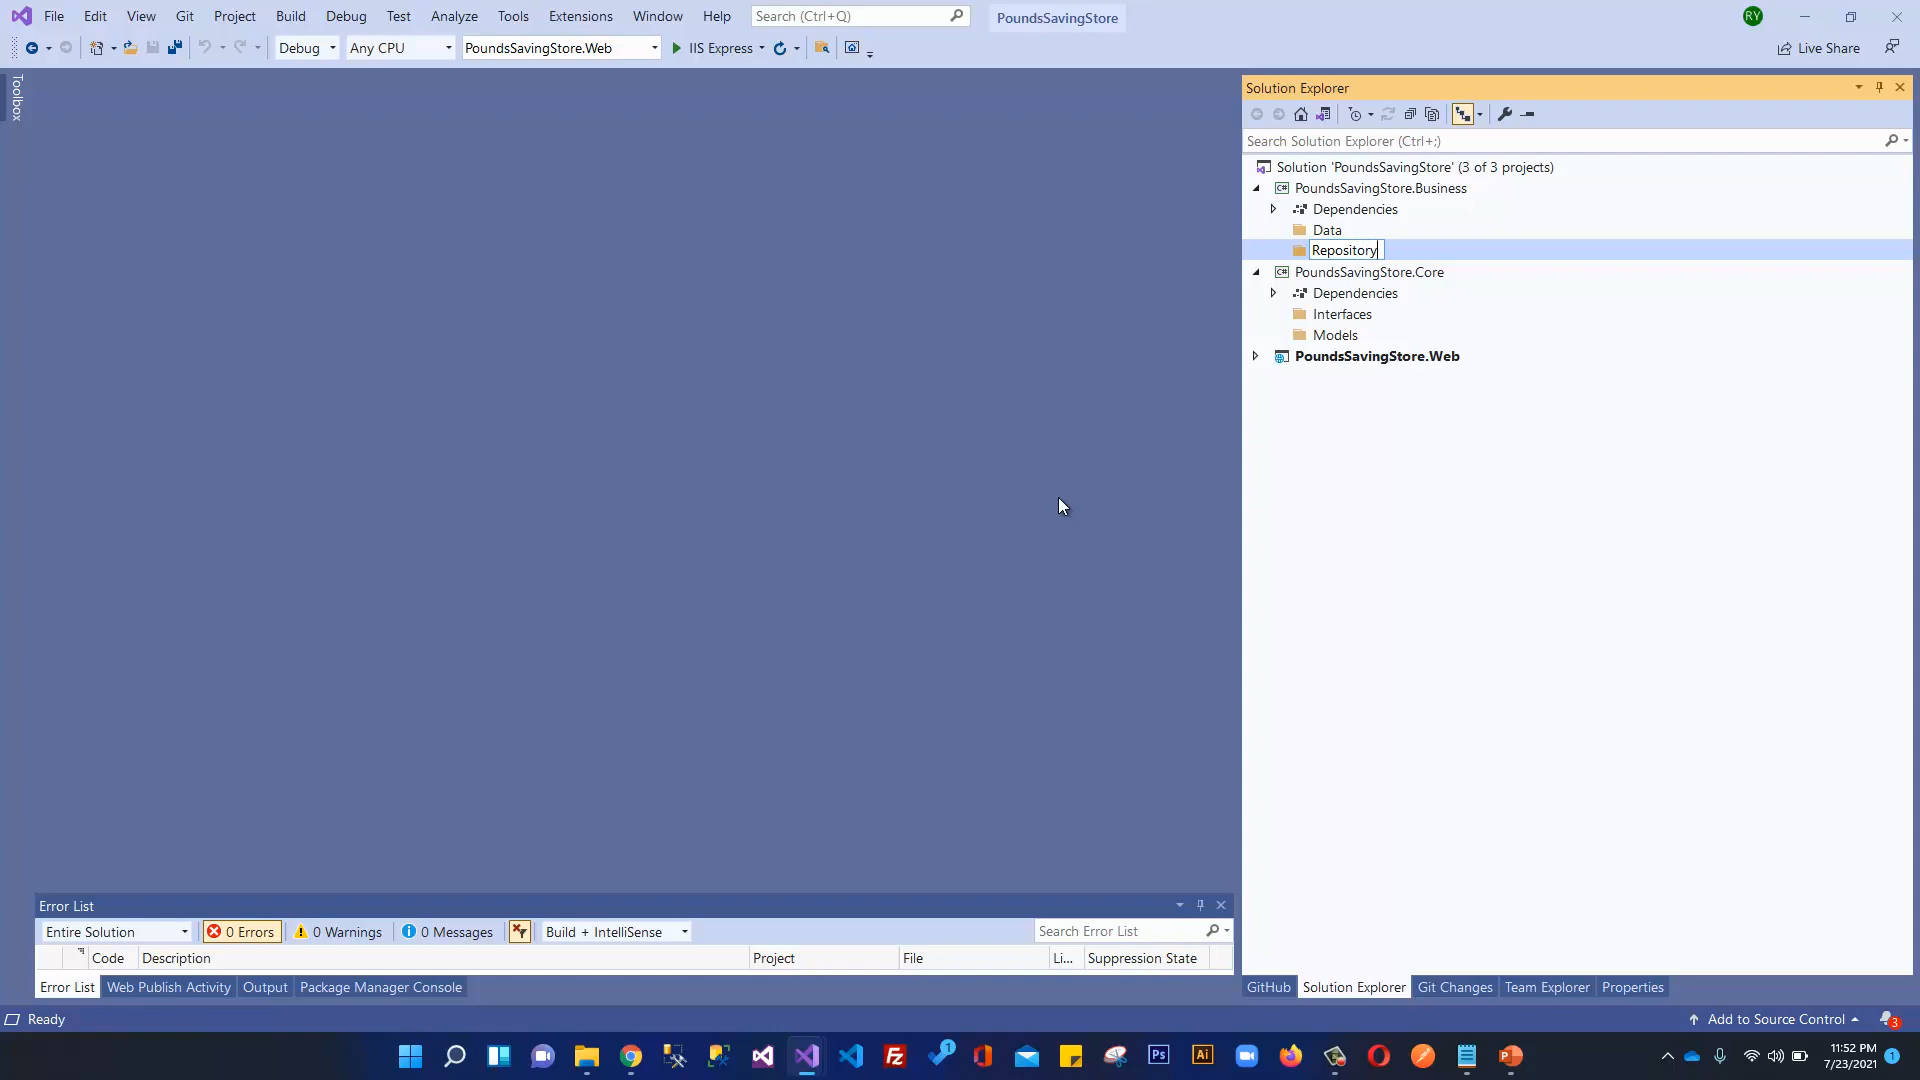 File Edit View Git Project Build Debug Test Analyze Tools Extensions Window Help Search (Ctrl+Q) PoundsSavingStore RY
Debug Any CPU PoundsSavingStore.Web IIS Express Live Share
Toolbox
Solution Explorer
Search Solution Explorer (Ctrl+;)
Solution 'PoundsSavingStore' (3 of 3 projects)
PoundsSavingStore.Business
Dependencies
Data
Repository
PoundsSavingStore.Core
Dependencies
Interfaces
Models
PoundsSavingStore.Web
Error List
Entire Solution 0 Errors 0 Warnings 0 Messages Build + IntelliSense Search Error List
Code Description Project File Li... Suppression State
Error List Web Publish Activity Output Package Manager Console
GitHub Solution Explorer Git Changes Team Explorer Properties
Ready Add to Source Control 3
1 Ps Ai 11:52 PM
7/23/2021 1